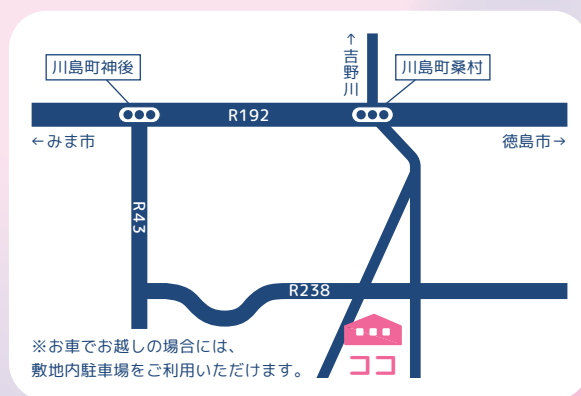 ↑吉野川
川島町神後
川島町桑村
R192
←みま市
徳島市→
R43
R238
ココ
※お車でお越しの場合には、
敷地内駐車場をご利用いただけます。